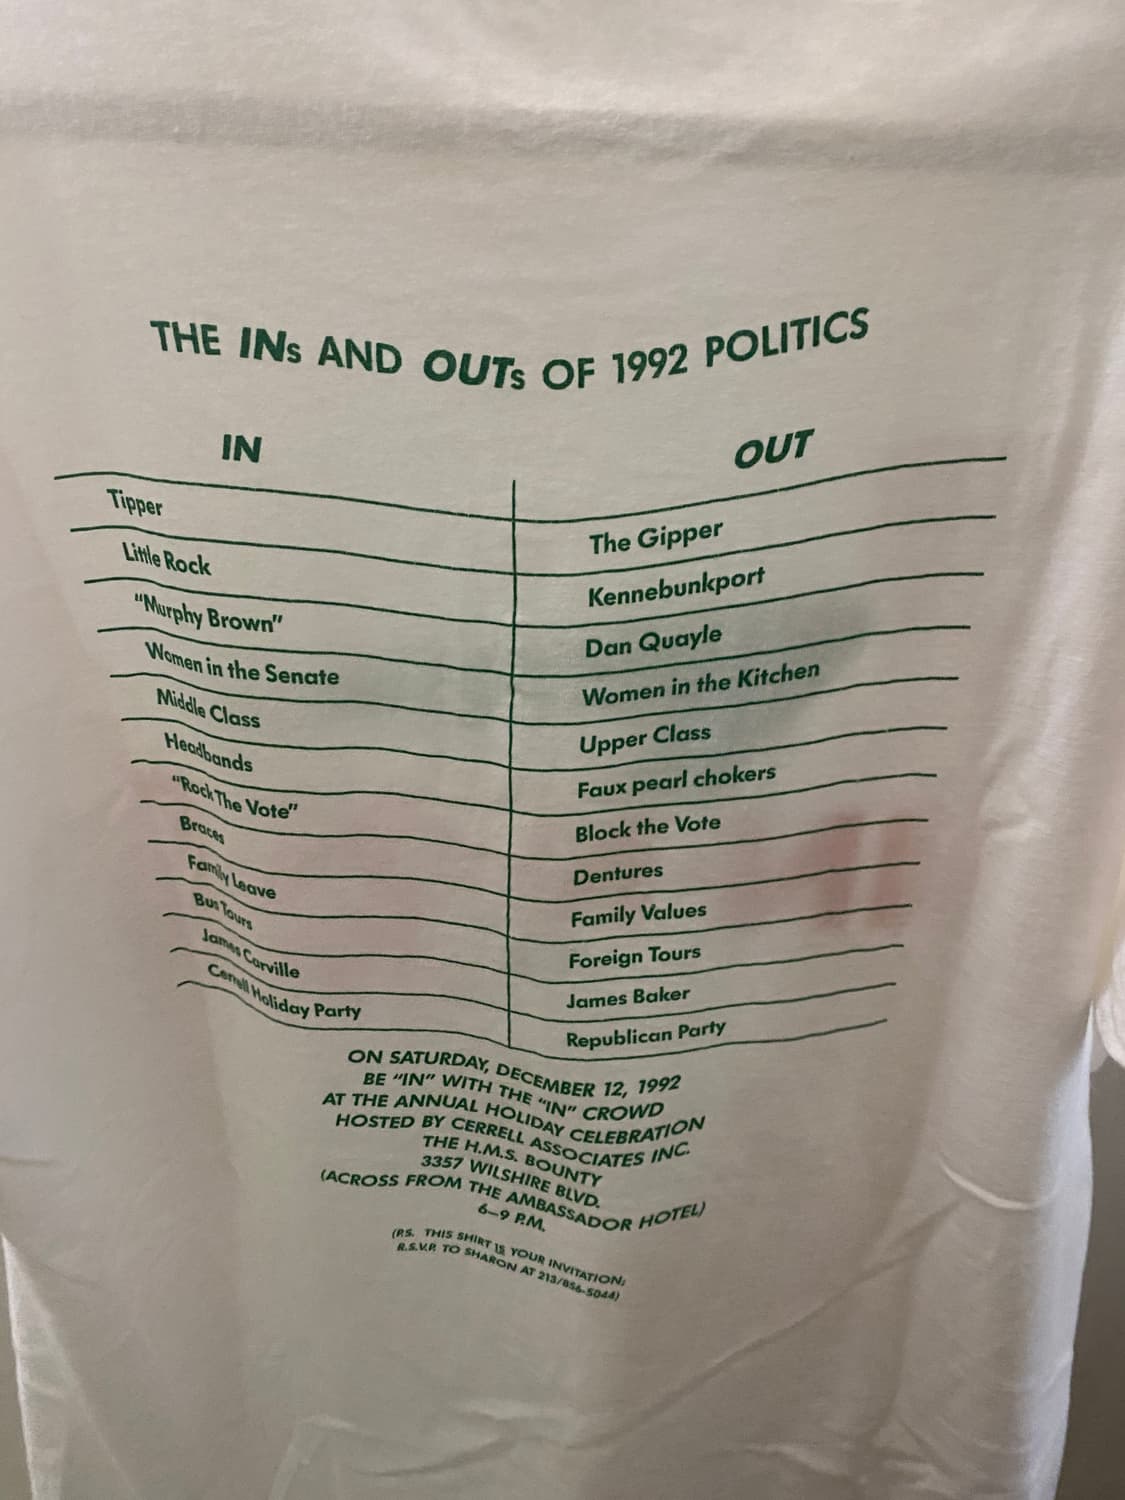 THE INs AND OUTs OF 1992 POLITICS
IN OUT
Tipper The Gipper
Little Rock Kennebunkport
"Murphy Brown" Dan Quayle
Women in the Senate Women in the Kitchen
Middle Class Upper Class
Headbands Faux pearl chokers
"Rock The Vote" Block the Vote
Braces Dentures
Family Leave Family Values
Bus Tours Foreign Tours
James Carville James Baker
Cerrell Holiday Party Republican Party
ON SATURDAY, DECEMBER 12, 1992
BE "IN" WITH THE "IN" CROWD
AT THE ANNUAL HOLIDAY CELEBRATION
HOSTED BY CERRELL ASSOCIATES INC.
THE H.M.S. BOUNTY
3357 WILSHIRE BLVD.
(ACROSS FROM THE AMBASSADOR HOTEL)
6–9 P.M.
(P.S. THIS SHIRT IS YOUR INVITATION;
R.S.V.P. TO SHARON AT 213/856-5044)